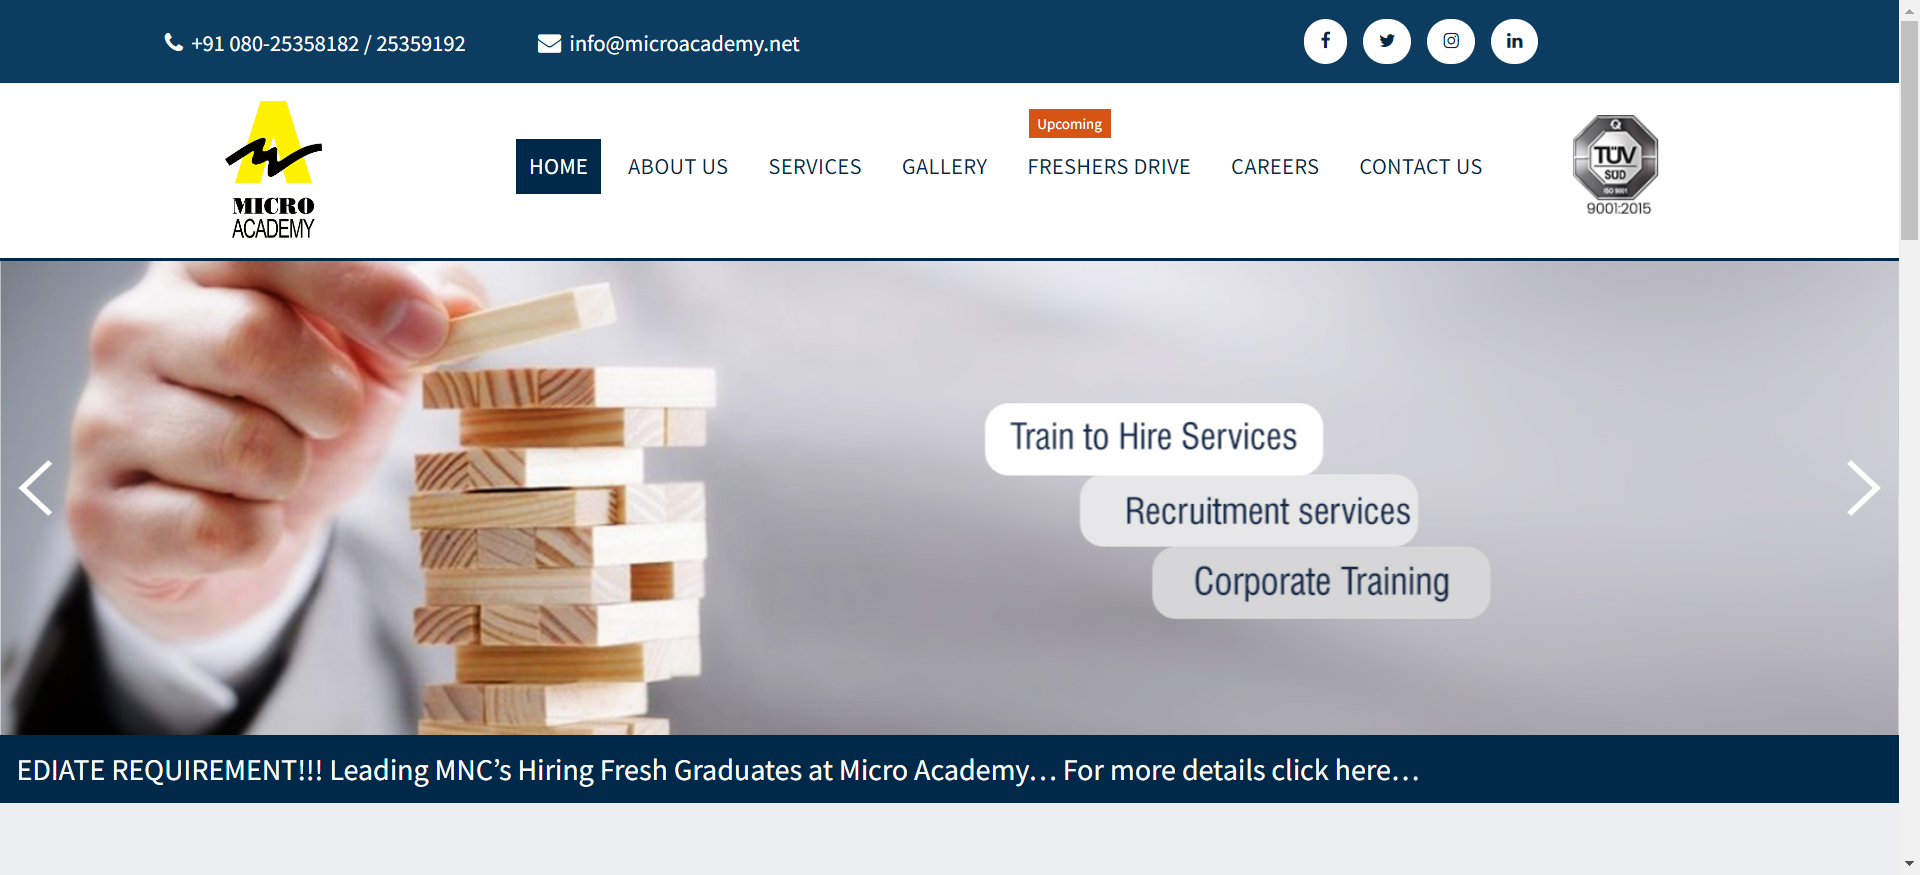 +91 080-25358182 / 25359192
info@microacademy.net
MICRO
ACADEMY
Upcoming
HOME
ABOUT US
SERVICES
GALLERY
FRESHERS DRIVE
CAREERS
CONTACT US
Q
TÜV
SÜD
ISO 9001
9001:2015
Train to Hire Services
Recruitment services
Corporate Training
EDIATE REQUIREMENT!!! Leading MNC’s Hiring Fresh Graduates at Micro Academy… For more details click here…